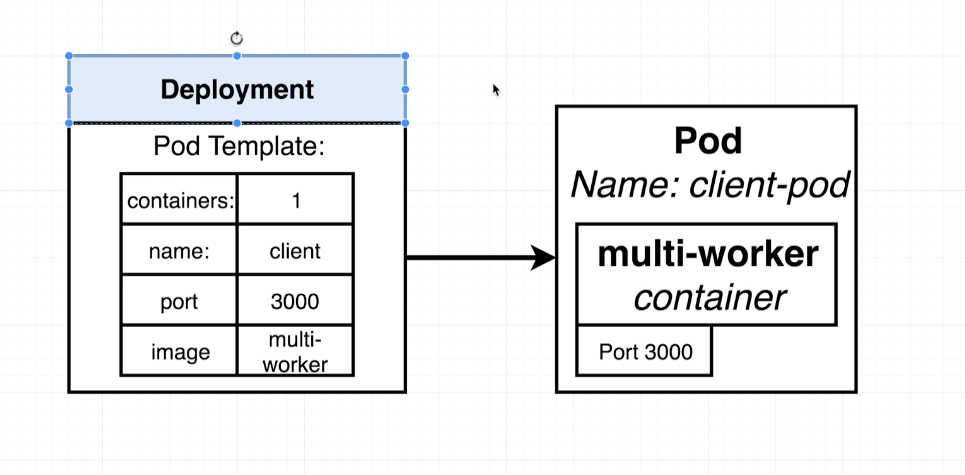 Deployment
Pod Template:
containers: 1
name: client
port 3000
image multi-
worker
Pod
Name: client-pod
multi-worker
container
Port 3000